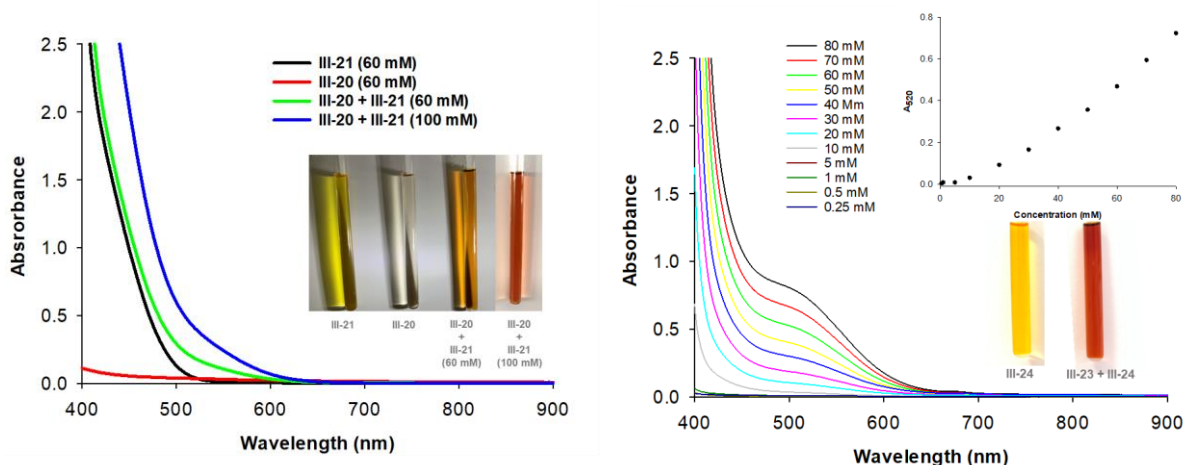 2.5
2.0
1.5
1.0
0.5
0.0
Abssrorbance
III-21 (60 mM)
III-20 (60 mM)
III-20 + III-21 (60 mM)
III-20 + III-21 (100 mM)
III-21
III-20
III-20
+
III-21
(60 mM)
III-20
+
III-21
(100 mM)
400 500 600 700 800 900
Wavelength (nm)
2.5
2.0
1.5
1.0
0.5
0.0
Absorbance
80 mM
70 mM
60 mM
50 mM
40 Mm
30 mM
20 mM
10 mM
5 mM
1 mM
0.5 mM
0.25 mM
0.8
0.6
0.4
0.2
0.0
A520
0 20 40 60 80
Concentration (mM)
III-24
III-23 + III-24
400 500 600 700 800 900
Wavelength (nm)